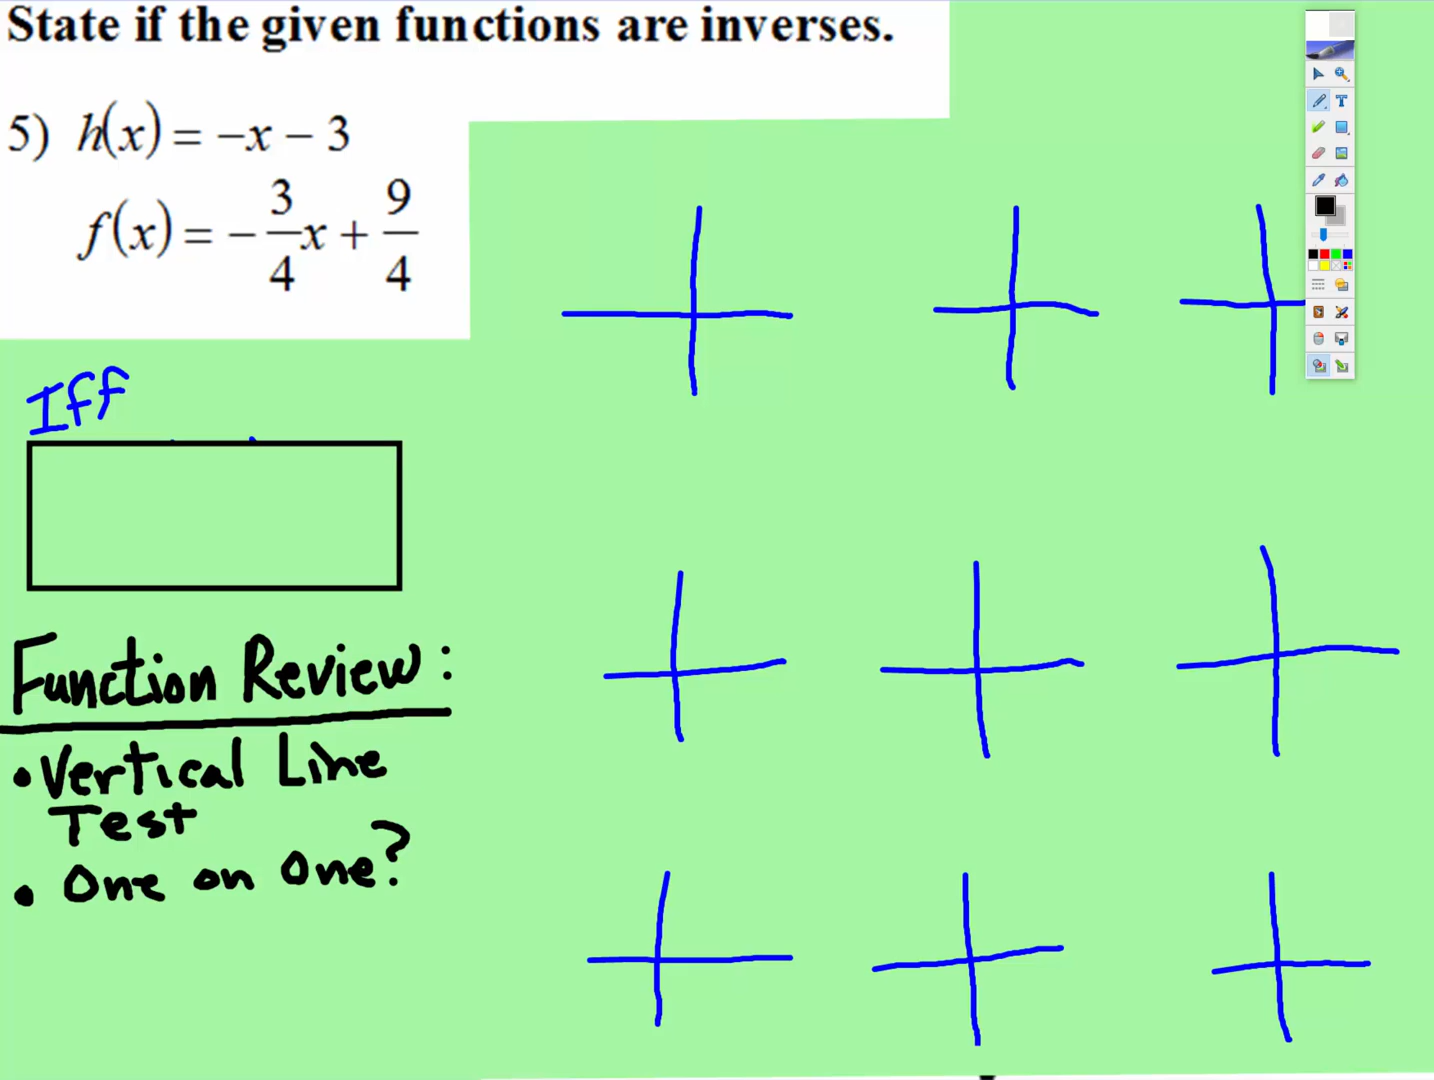 State if the given functions are inverses.
5) h(x) = −x − 3
f(x) = −3/4x + 9/4
Iff
Function Review:
• Vertical Line
Test
• One on One?